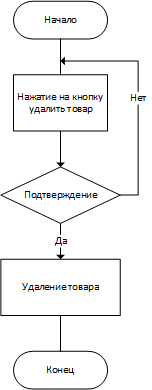 Начало
Нажатие на кнопку
удалить товар
Нет
Подтверждение
Да
Удаление товара
Конец